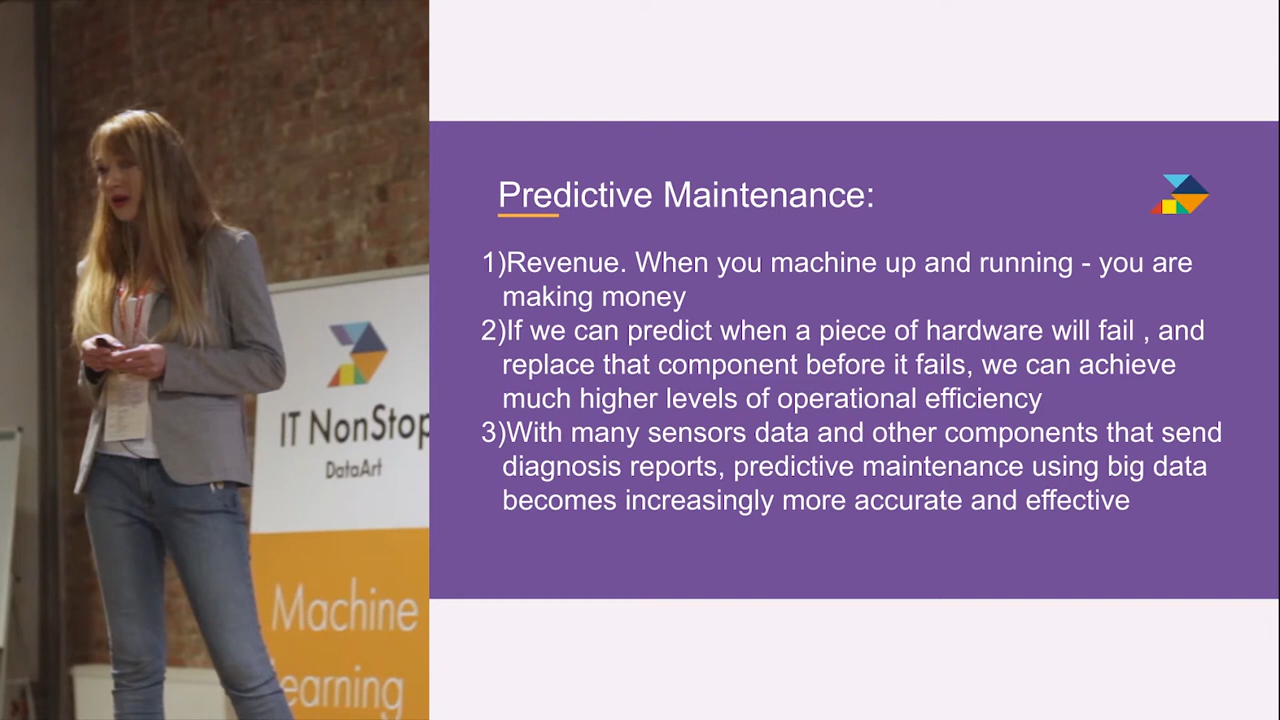 Predictive Maintenance:
1)Revenue. When you machine up and running - you are
making money
2)If we can predict when a piece of hardware will fail , and
replace that component before it fails, we can achieve
much higher levels of operational efficiency
3)With many sensors data and other components that send
diagnosis reports, predictive maintenance using big data
becomes increasingly more accurate and effective
IT NonStop
DataArt
Machine
earning